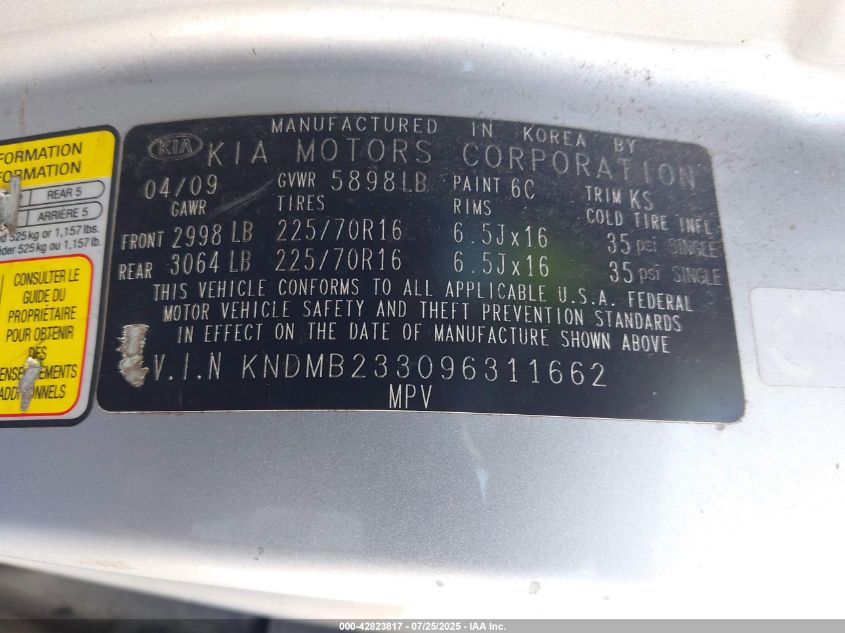 FORMATION
FORMATION
REAR 5
ARRIÈRE 5
525 kg or 1,157 lbs.
éder 525 kg ou 1,157 lb.
CONSULTER LE
GUIDE DU
PROPRIÉTAIRE
POUR OBTENIR
DES
ENSEIGNEMENTS
ADDITIONNELS
MANUFACTURED IN KOREA BY
KIA KIA MOTORS CORPORATION
04/09 GVWR 5898LB PAINT 6C TRIM KS
GAWR TIRES RIMS COLD TIRE INFL
FRONT 2998 LB 225/70R16 6.5Jx16 35 psi SINGLE
REAR 3064 LB 225/70R16 6.5Jx16 35 psi SINGLE
THIS VEHICLE CONFORMS TO ALL APPLICABLE U.S.A. FEDERAL
MOTOR VEHICLE SAFETY AND THEFT PREVENTION STANDARDS
IN EFFECT ON THE DATE OF MANUFACTURE SHOWN ABOVE
V.I.N KNDMB233096311662
MPV
000-42823817 - 07/25/2025 - IAA Inc.